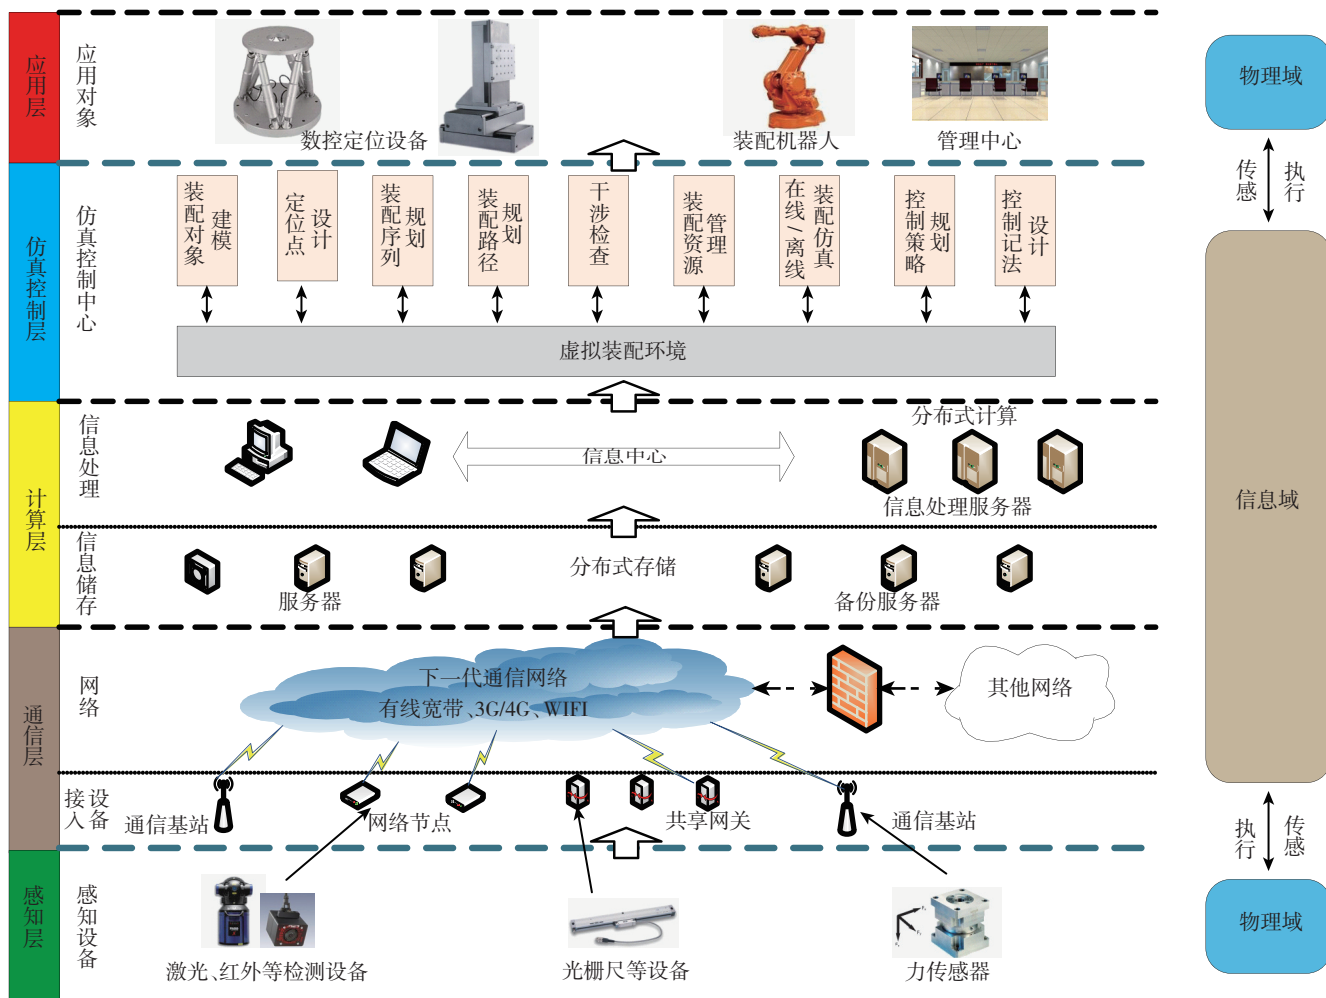 应用层
应用对象
数控定位设备
装配机器人
管理中心
仿真控制层
仿真控制中心
装配对象建模
定位点设计
装配序列规划
装配路径规划
干涉检查
装配资源管理
在线/离线装配仿真
控制策略规划
控制记法设计
虚拟装配环境
计算层
信息处理
信息中心
分布式计算
信息处理服务器
信息储存
服务器
分布式存储
备份服务器
通信层
网络
下一代通信网络
有线宽带、3G/4G、WIFI
其他网络
接入设备
通信基站
网络节点
共享网关
通信基站
感知层
感知设备
激光、红外等检测设备
光栅尺等设备
力传感器
物理域
传感
执行
信息域
执行
传感
物理域